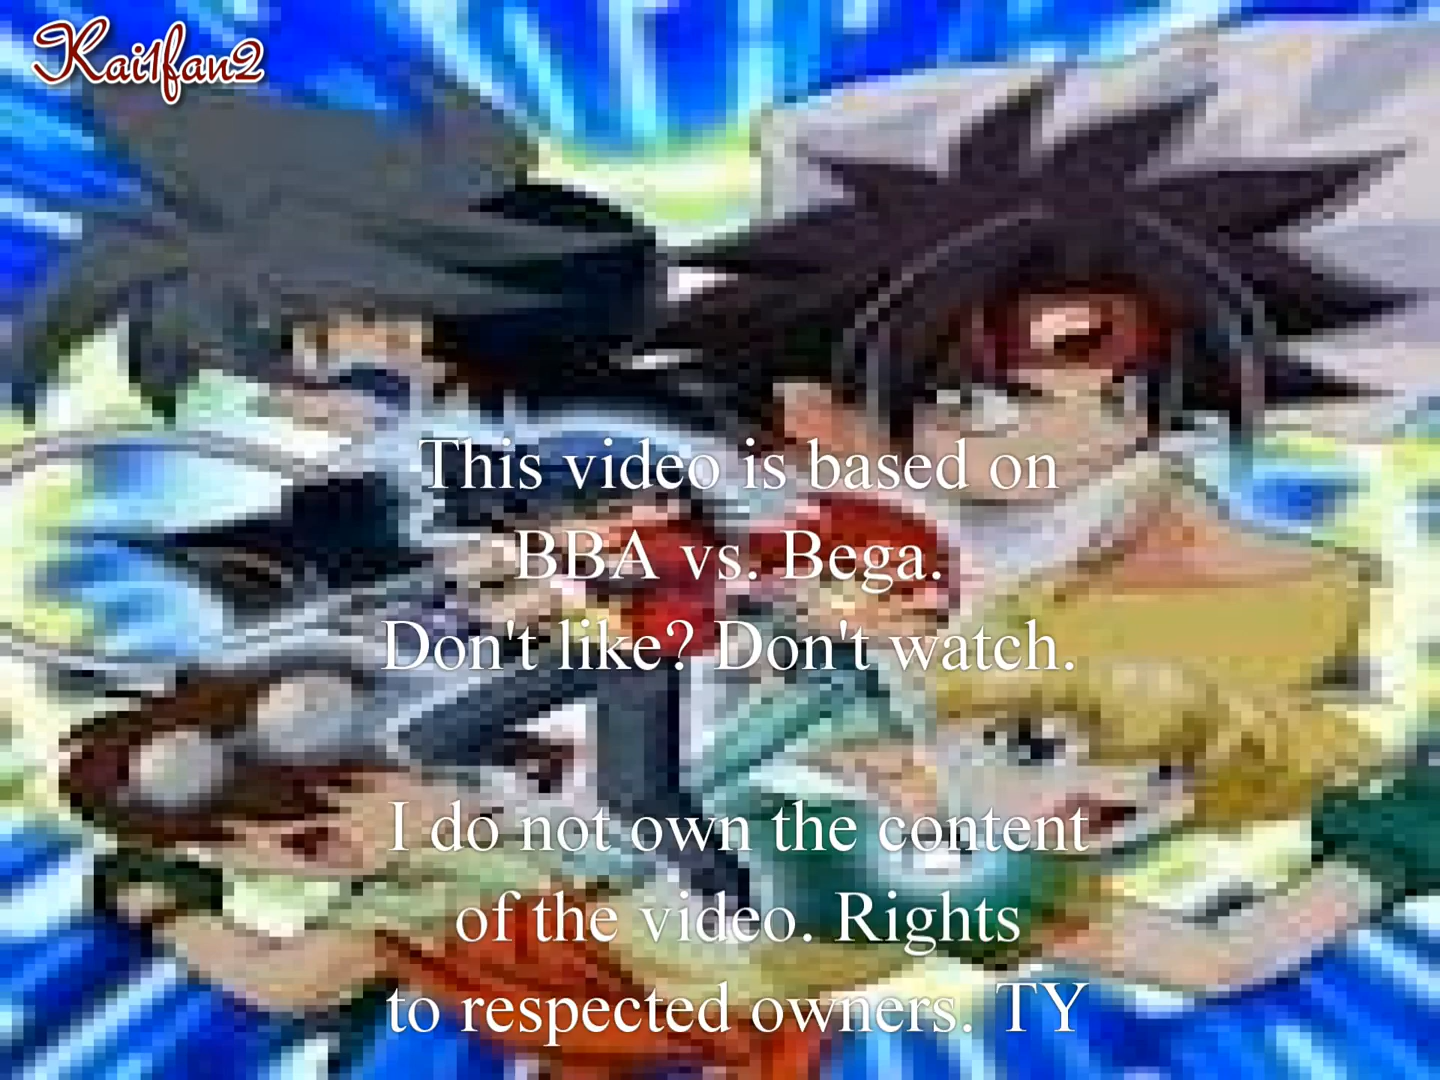 Kai1fan2
This video is based on
BBA vs. Bega.
Don't like? Don't watch.
I do not own the content
of the video. Rights
to respected owners. TY